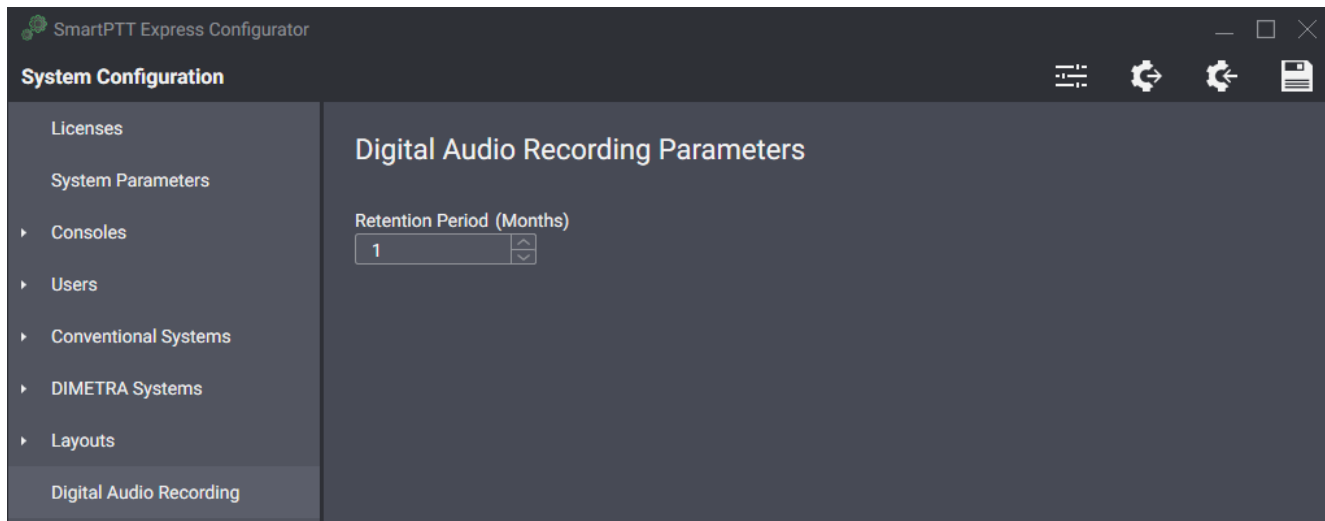 SmartPTT Express Configurator
System Configuration
Licenses
System Parameters
Consoles
Users
Conventional Systems
DIMETRA Systems
Layouts
Digital Audio Recording
Digital Audio Recording Parameters
Retention Period (Months)
1